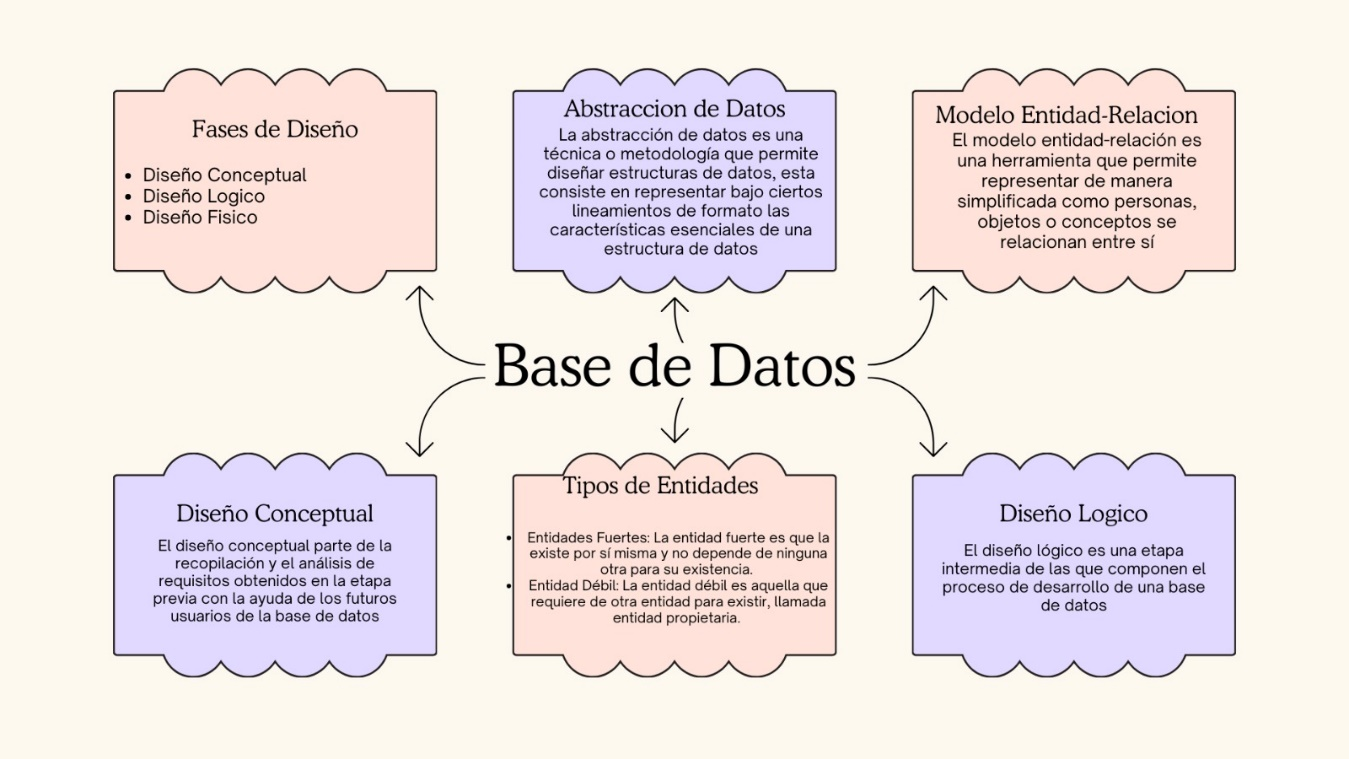 Fases de Diseño
• Diseño Conceptual
• Diseño Logico
• Diseño Fisico
Abstraccion de Datos
La abstracción de datos es una
técnica o metodología que permite
diseñar estructuras de datos, esta
consiste en representar bajo ciertos
lineamientos de formato las
características esenciales de una
estructura de datos
Modelo Entidad-Relacion
El modelo entidad-relación es
una herramienta que permite
representar de manera
simplificada como personas,
objetos o conceptos se
relacionan entre sí
Base de Datos
Diseño Conceptual
El diseño conceptual parte de la
recopilación y el análisis de
requisitos obtenidos en la etapa
previa con la ayuda de los futuros
usuarios de la base de datos
Tipos de Entidades
• Entidades Fuertes: La entidad fuerte es que la
existe por sí misma y no depende de ninguna
otra para su existencia.
• Entidad Débil: La entidad débil es aquella que
requiere de otra entidad para existir, llamada
entidad propietaria.
Diseño Logico
El diseño lógico es una etapa
intermedia de las que componen el
proceso de desarrollo de una base
de datos